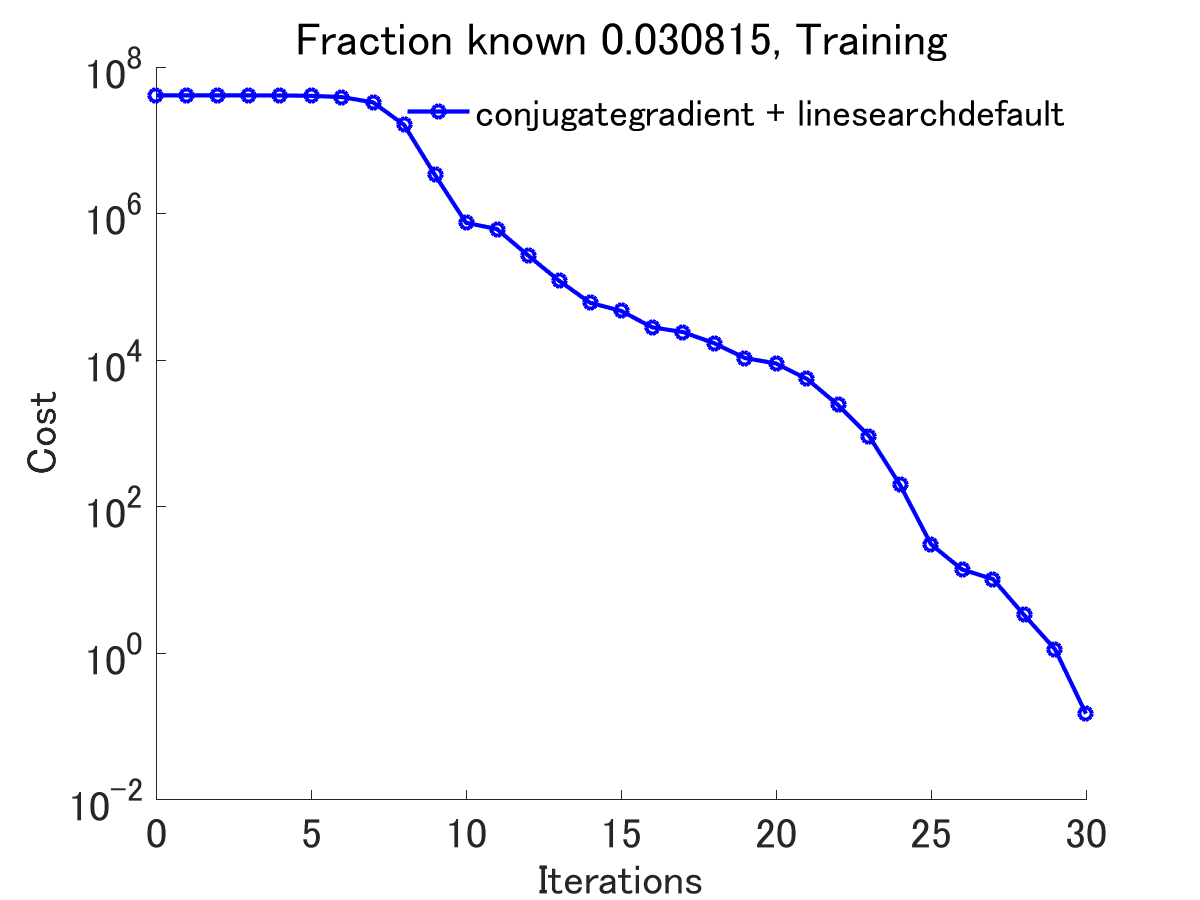 Fraction known 0.030815, Training
conjugategradient + linesearchdefault
10^8
10^6
10^4
10^2
10^0
10^-2
Cost
0 5 10 15 20 25 30
Iterations